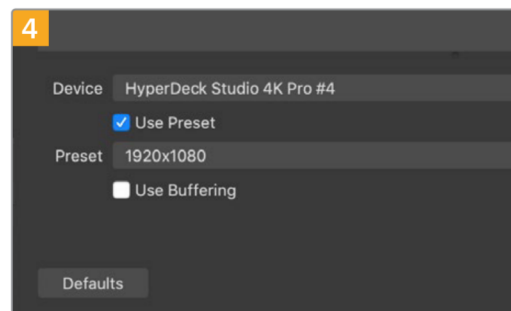 4
Device HyperDeck Studio 4K Pro #4
Use Preset
Preset 1920x1080
Use Buffering
Defaults